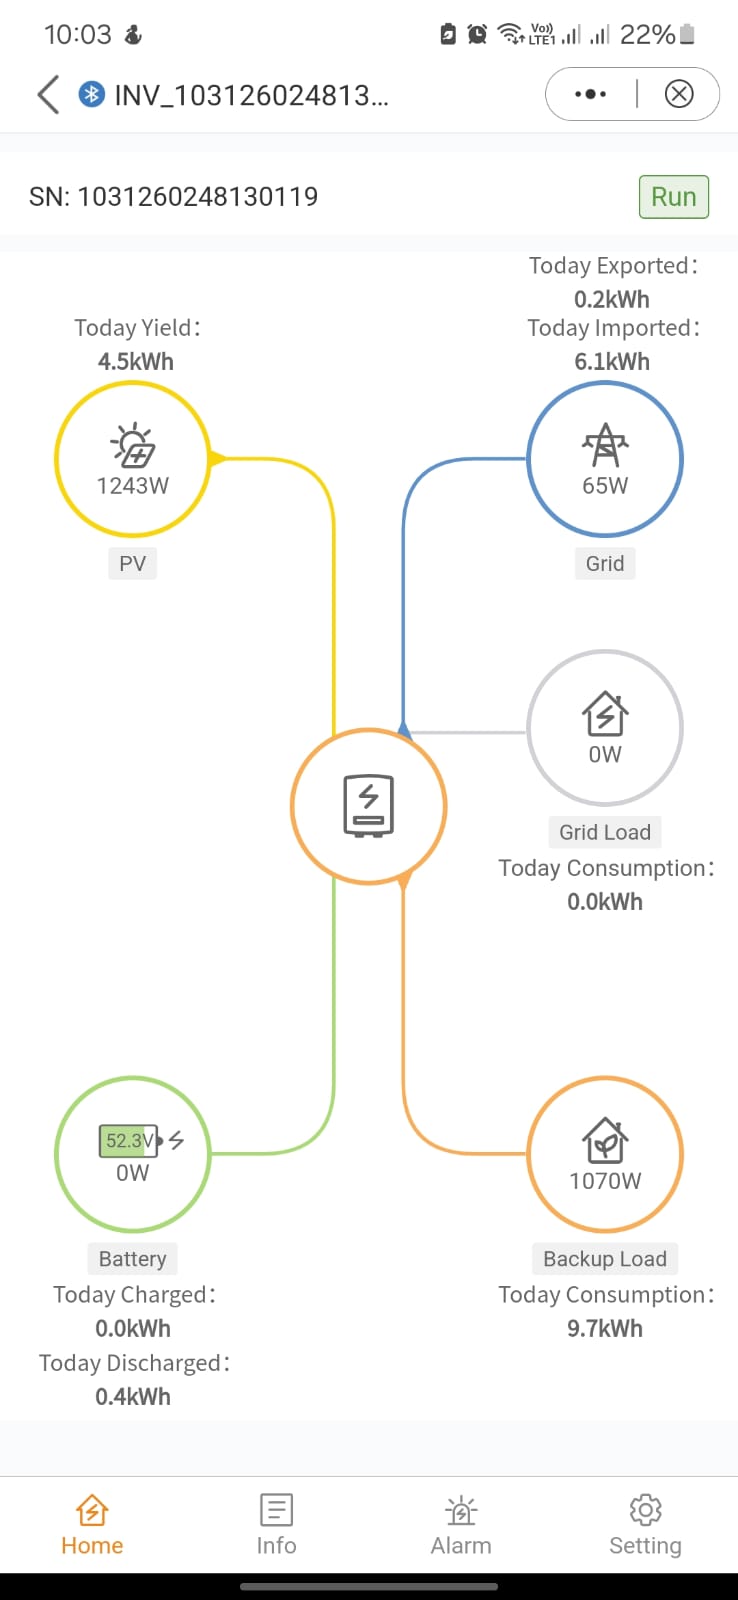 10:03
Vo))
LTE1
22%
INV_103126024813...
SN: 1031260248130119
Run
Today Exported:
0.2kWh
Today Yield:
4.5kWh
Today Imported:
6.1kWh
1243W
65W
PV
Grid
0W
Grid Load
Today Consumption:
0.0kWh
52.3V
0W
1070W
Battery
Backup Load
Today Charged:
0.0kWh
Today Consumption:
9.7kWh
Today Discharged:
0.4kWh
Home
Info
Alarm
Setting